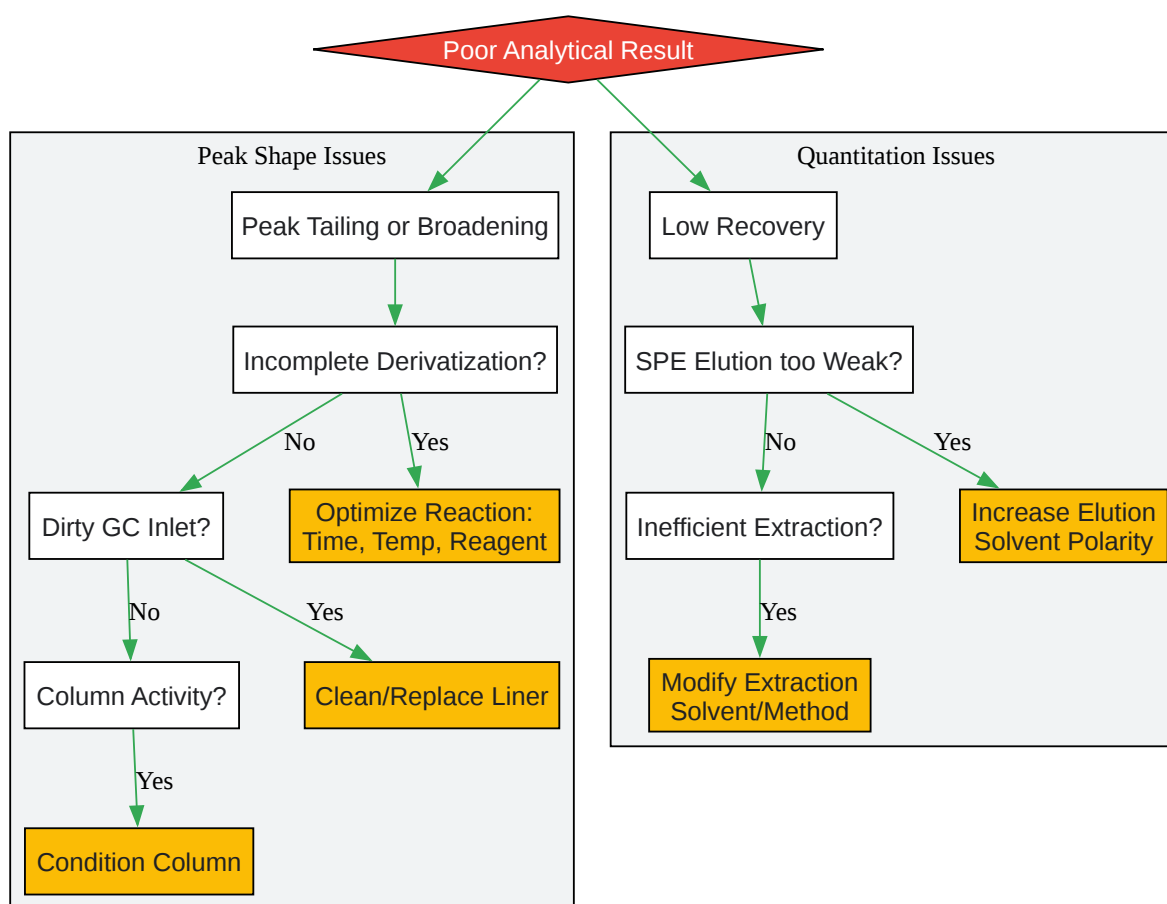 Poor Analytical Result
Peak Shape Issues
Peak Tailing or Broadening
Incomplete Derivatization?
No
Yes
Dirty GC Inlet?
Optimize Reaction:
Time, Temp, Reagent
No
Yes
Column Activity?
Clean/Replace Liner
Yes
Condition Column
Quantitation Issues
Low Recovery
SPE Elution too Weak?
No
Yes
Inefficient Extraction?
Increase Elution
Solvent Polarity
Yes
Modify Extraction
Solvent/Method